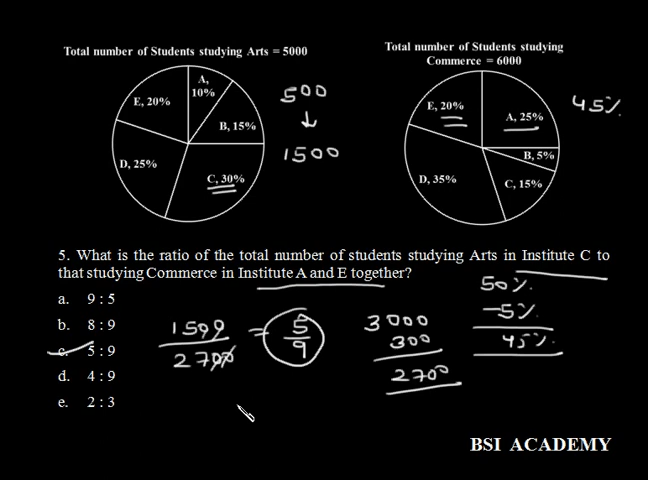 Total number of Students studying Arts = 5000
Total number of Students studying
Commerce = 6000
A,
10%
E, 20%
B, 15%
D, 25%
C, 30%
500
1500
E, 20%
A, 25%
B, 5%
D, 35%
C, 15%
45%
5. What is the ratio of the total number of students studying Arts in Institute C to
that studying Commerce in Institute A and E together?
a. 9 : 5
b. 8 : 9
c. 5 : 9
d. 4 : 9
e. 2 : 3
1500
2700
=
5
9
3000
300
2700
50%
-5%
45%
BSI ACADEMY